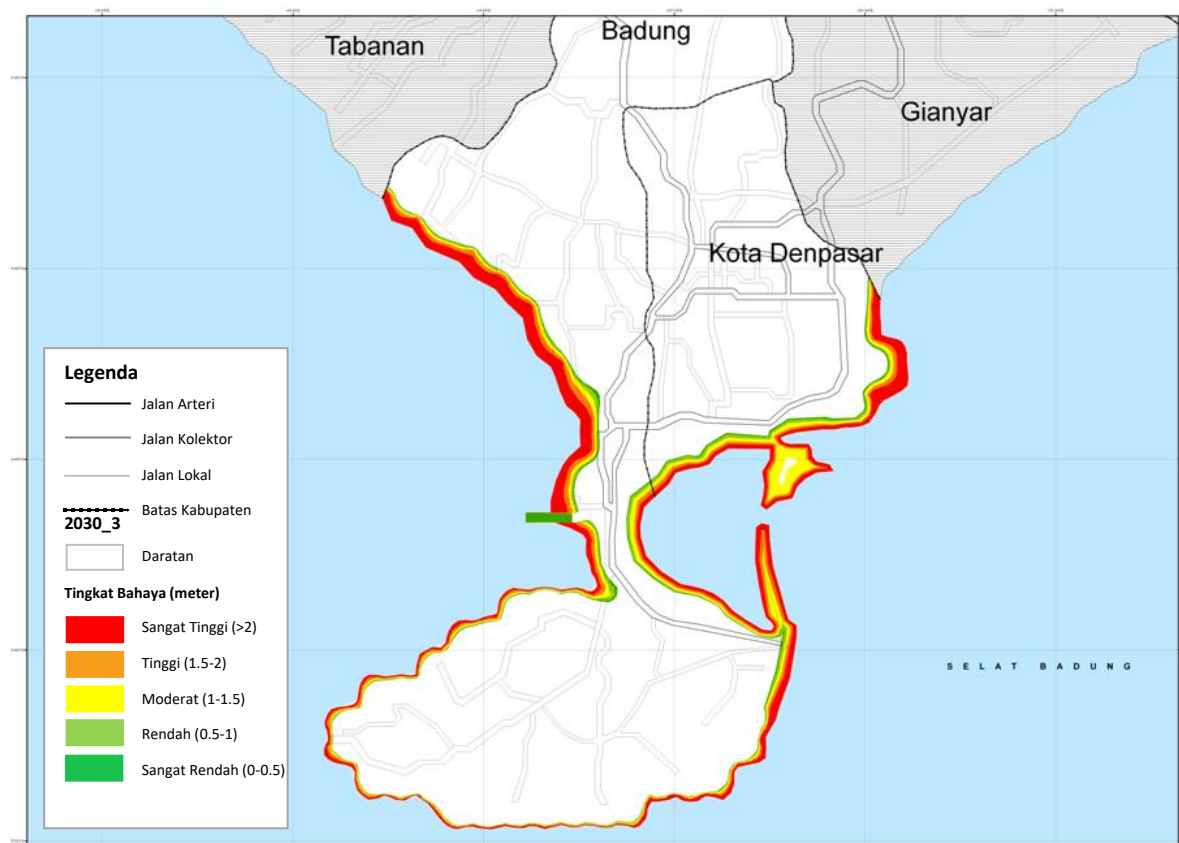 Tabanan
Badung
Gianyar
Kota Denpasar
Legenda
Jalan Arteri
Jalan Kolektor
Jalan Lokal
Batas Kabupaten
2030_3
Daratan
Tingkat Bahaya (meter)
Sangat Tinggi (>2)
Tinggi (1.5-2)
Moderat (1-1.5)
Rendah (0.5-1)
Sangat Rendah (0-0.5)
SELAT BADUNG